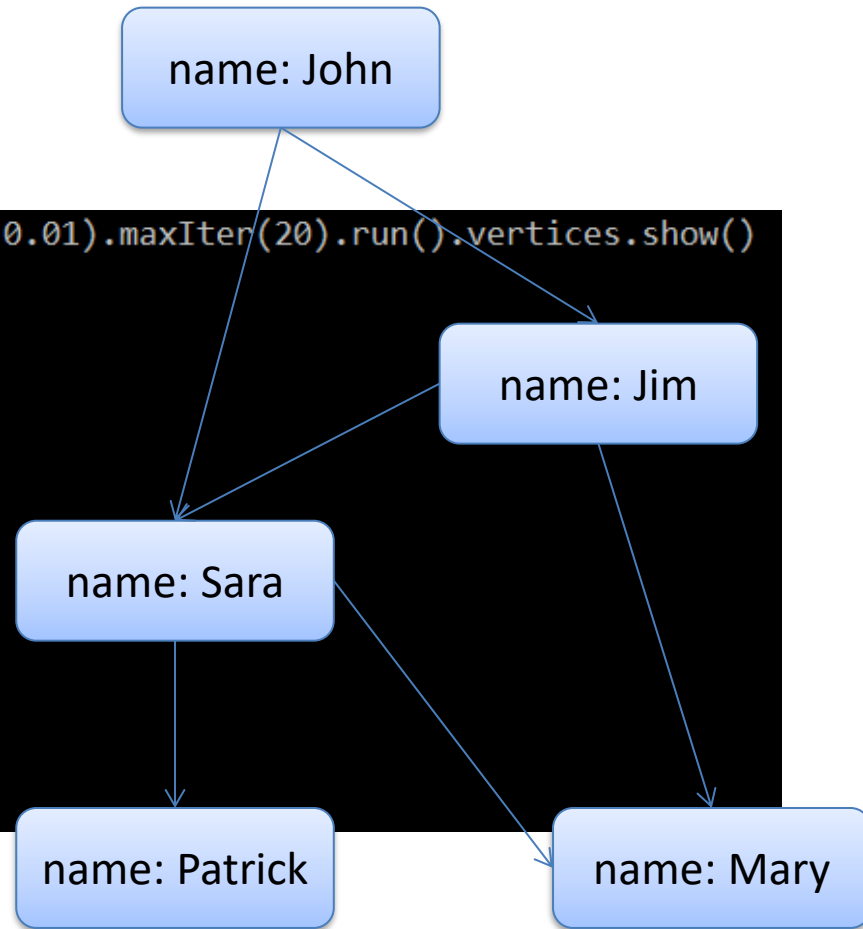 name: John
0.01).maxIter(20).run().vertices.show()
name: Jim
name: Sara
name: Patrick
name: Mary